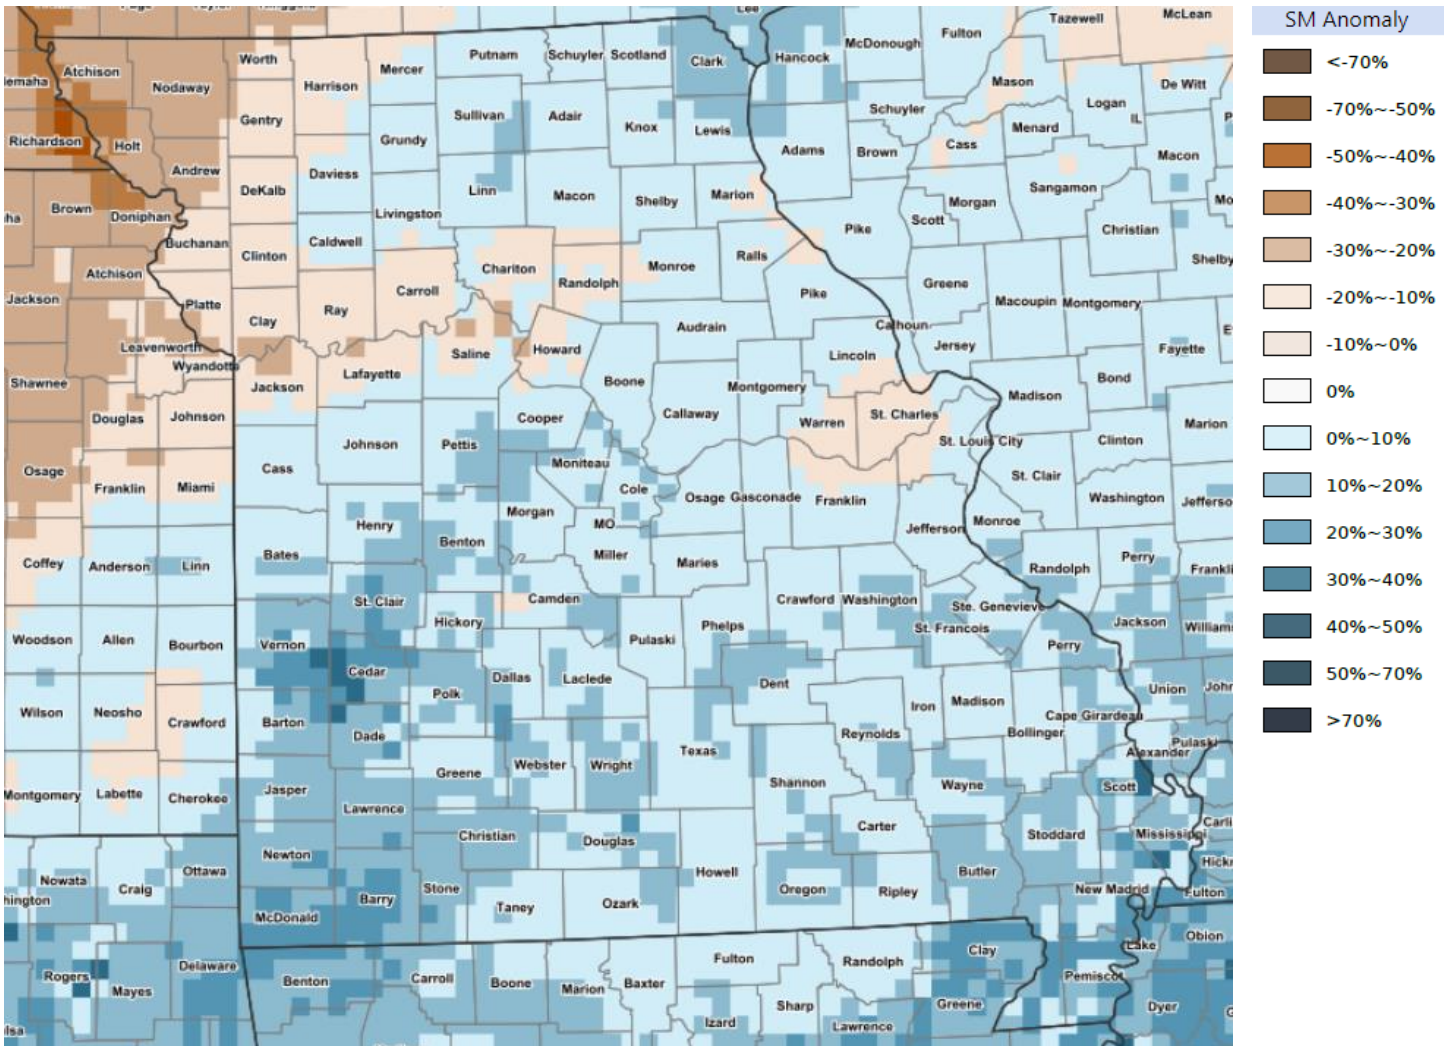 Lee
Tazewell
McLean
SM Anomaly
Putnam
Schuyler
Scotland
Clark
Hancock
McDonough
Fulton
Worth
Mercer
<-70%
Atchison
Harrison
Mason
De Witt
Nodaway
Logan
IL
-70%~-50%
Sullivan
Adair
Knox
Lewis
Schuyler
Gentry
Menard
Richardson
Holt
Grundy
Adams
Brown
Cass
Macon
-50%~-40%
Andrew
Daviess
DeKalb
Linn
Macon
Shelby
Marion
Sangamon
Morgan
-40%~-30%
Brown
Doniphan
Livingston
Scott
Pike
Christian
Buchanan
Caldwell
Clinton
Chariton
Monroe
Ralls
Shelby
-30%~-20%
Atchison
Randolph
Greene
Jackson
Platte
Clay
Ray
Carroll
Pike
Macoupin
Montgomery
-20%~-10%
Audrain
Calhoun
Leavenworth
Wyandotte
Saline
Howard
Lincoln
Jersey
Fayette
-10%~0%
Shawnee
Jackson
Lafayette
Boone
Montgomery
Madison
Bond
0%
Douglas
Johnson
Cooper
Callaway
Warren
St. Charles
Marion
Johnson
Pettis
St. Louis City
Clinton
0%~10%
Osage
Cass
Moniteau
St. Clair
Franklin
Miami
Cole
Osage
Gasconade
Franklin
Washington
10%~20%
Henry
Morgan
MO
Jefferson
Monroe
20%~30%
Coffey
Anderson
Linn
Bates
Benton
Miller
Maries
Randolph
Perry
St. Clair
Camden
Crawford
Washington
Ste. Genevieve
30%~40%
Woodson
Allen
Bourbon
Vernon
Hickory
Pulaski
Phelps
St. Francois
Perry
Jackson
40%~50%
Cedar
Polk
Dallas
Laclede
Dent
Union
50%~70%
Wilson
Neosho
Crawford
Barton
Dade
Iron
Madison
Cape Girardeau
Reynolds
Bollinger
Pulaski
Alexander
>70%
Greene
Webster
Wright
Texas
Montgomery
Labette
Cherokee
Jasper
Lawrence
Shannon
Wayne
Scott
Christian
Douglas
Carter
Stoddard
Mississippi
Newton
Nowata
Craig
Ottawa
Barry
Stone
Howell
Oregon
Ripley
Butler
New Madrid
Fulton
McDonald
Taney
Ozark
Obion
Lake
Rogers
Mayes
Delaware
Benton
Carroll
Boone
Marion
Baxter
Fulton
Randolph
Clay
Pemiscot
Sharp
Izard
Lawrence
Greene
Dyer